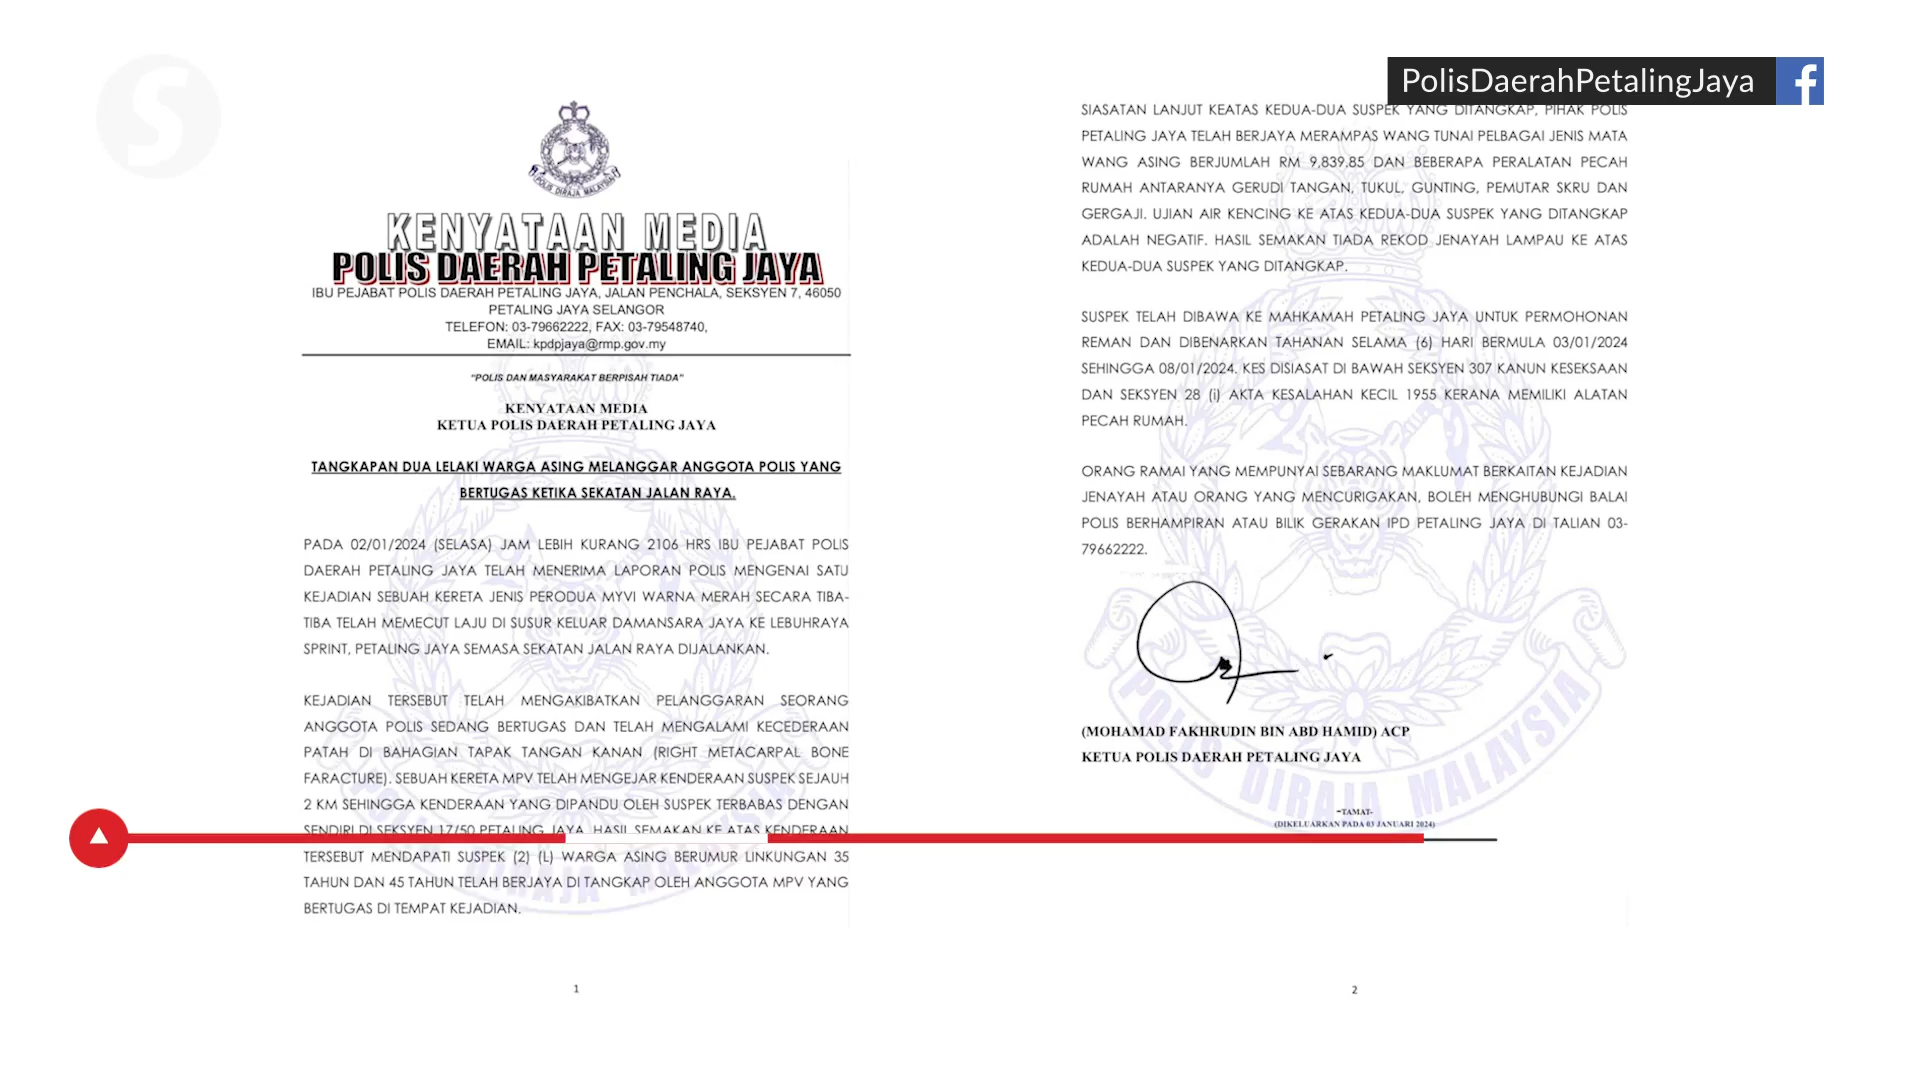 PolisDaerahPetalingJaya
S
POLIS DIRAJA MALAYSIA
KENYATAAN MEDIA
POLIS DAERAH PETALING JAYA
IBU PEJABAT POLIS DAERAH PETALING JAYA, JALAN PENCHALA, SEKSYEN 7, 46050
PETALING JAYA SELANGOR
TELEFON: 03-79662222, FAX: 03-79548740,
EMAIL: kpdpjaya@rmp.gov.my
"POLIS DAN MASYARAKAT BERPISAH TIADA"
KENYATAAN MEDIA
KETUA POLIS DAERAH PETALING JAYA
TANGKAPAN DUA LELAKI WARGA ASING MELANGGAR ANGGOTA POLIS YANG
BERTUGAS KETIKA SEKATAN JALAN RAYA.
PADA 02/01/2024 (SELASA) JAM LEBIH KURANG 2106 HRS IBU PEJABAT POLIS
DAERAH PETALING JAYA TELAH MENERIMA LAPORAN POLIS MENGENAI SATU
KEJADIAN SEBUAH KERETA JENIS PERODUA MYVI WARNA MERAH SECARA TIBA-
TIBA TELAH MEMECUT LAJU DI SUSUR KELUAR DAMANSARA JAYA KE LEBUHRAYA
SPRINT, PETALING JAYA SEMASA SEKATAN JALAN RAYA DIJALANKAN.
KEJADIAN TERSEBUT TELAH MENGAKIBATKAN PELANGGARAN SEORANG
ANGGOTA POLIS SEDANG BERTUGAS DAN TELAH MENGALAMI KECEDERAAN
PATAH DI BAHAGIAN TAPAK TANGAN KANAN (RIGHT METACARPAL BONE
FARACTURE). SEBUAH KERETA MPV TELAH MENGEJAR KENDERAAN SUSPEK SEJAUH
2 KM SEHINGGA KENDERAAN YANG DIPANDU OLEH SUSPEK TERBABAS DENGAN
SENDIRI DI SEKSYEN 17/50 PETALING JAYA. HASIL SEMAKAN KE ATAS KENDERAAN
TERSEBUT MENDAPATI SUSPEK (2) (L) WARGA ASING BERUMUR LINKUNGAN 35
TAHUN DAN 45 TAHUN TELAH BERJAYA DI TANGKAP OLEH ANGGOTA MPV YANG
BERTUGAS DI TEMPAT KEJADIAN.
1
SIASATAN LANJUT KEATAS KEDUA-DUA SUSPEK YANG DITANGKAP, PIHAK POLIS
PETALING JAYA TELAH BERJAYA MERAMPAS WANG TUNAI PELBAGAI JENIS MATA
WANG ASING BERJUMLAH RM 9,839.85 DAN BEBERAPA PERALATAN PECAH
RUMAH ANTARANYA GERUDI TANGAN, TUKUL, GUNTING, PEMUTAR SKRU DAN
GERGAJI. UJIAN AIR KENCING KE ATAS KEDUA-DUA SUSPEK YANG DITANGKAP
ADALAH NEGATIF. HASIL SEMAKAN TIADA REKOD JENAYAH LAMPAU KE ATAS
KEDUA-DUA SUSPEK YANG DITANGKAP.
SUSPEK TELAH DIBAWA KE MAHKAMAH PETALING JAYA UNTUK PERMOHONAN
REMAN DAN DIBENARKAN TAHANAN SELAMA (6) HARI BERMULA 03/01/2024
SEHINGGA 08/01/2024. KES DISIASAT DI BAWAH SEKSYEN 307 KANUN KESEKSAAN
DAN SEKSYEN 28 (i) AKTA KESALAHAN KECIL 1955 KERANA MEMILIKI ALATAN
PECAH RUMAH.
ORANG RAMAI YANG MEMPUNYAI SEBARANG MAKLUMAT BERKAITAN KEJADIAN
JENAYAH ATAU ORANG YANG MENCURIGAKAN, BOLEH MENGHUBUNGI BALAI
POLIS BERHAMPIRAN ATAU BILIK GERAKAN IPD PETALING JAYA DI TALIAN 03-
79662222.
(MOHAMAD FAKHRUDIN BIN ABD HAMID) ACP
KETUA POLIS DAERAH PETALING JAYA
POLIS DIRAJA MALAYSIA
-TAMAT-
(DIKELUARKAN PADA 03 JANUARI 2024)
2